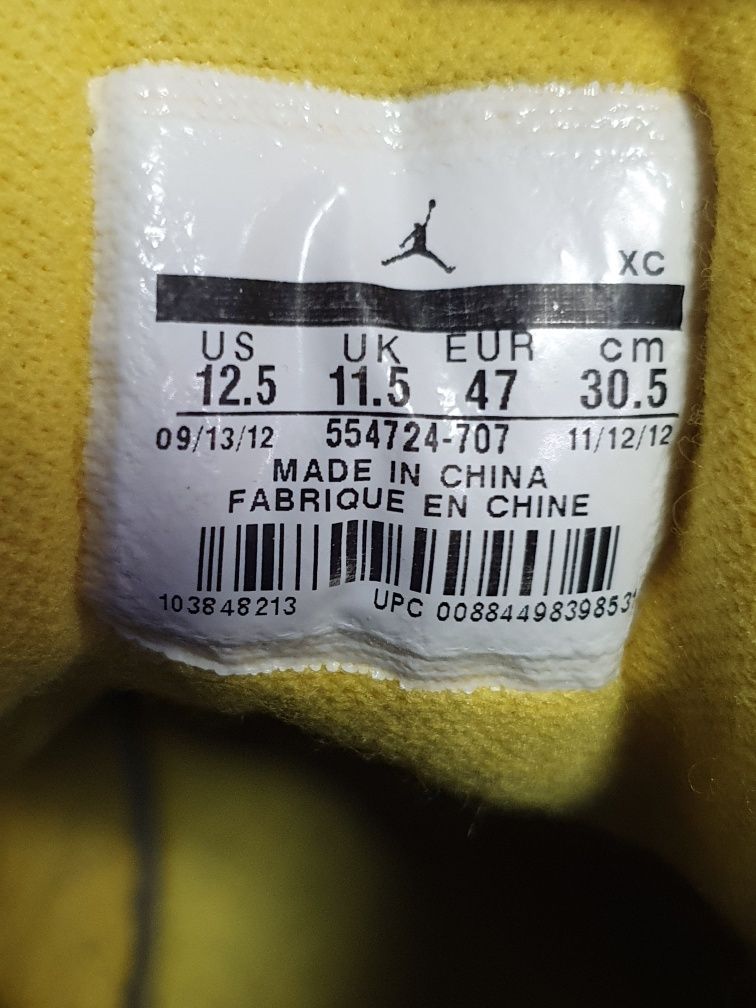 XC
US UK EUR cm
12.5 11.5 47 30.5
09/13/12 554724-707 11/12/12
MADE IN CHINA
FABRIQUE EN CHINE
103848213 UPC 0088449839853